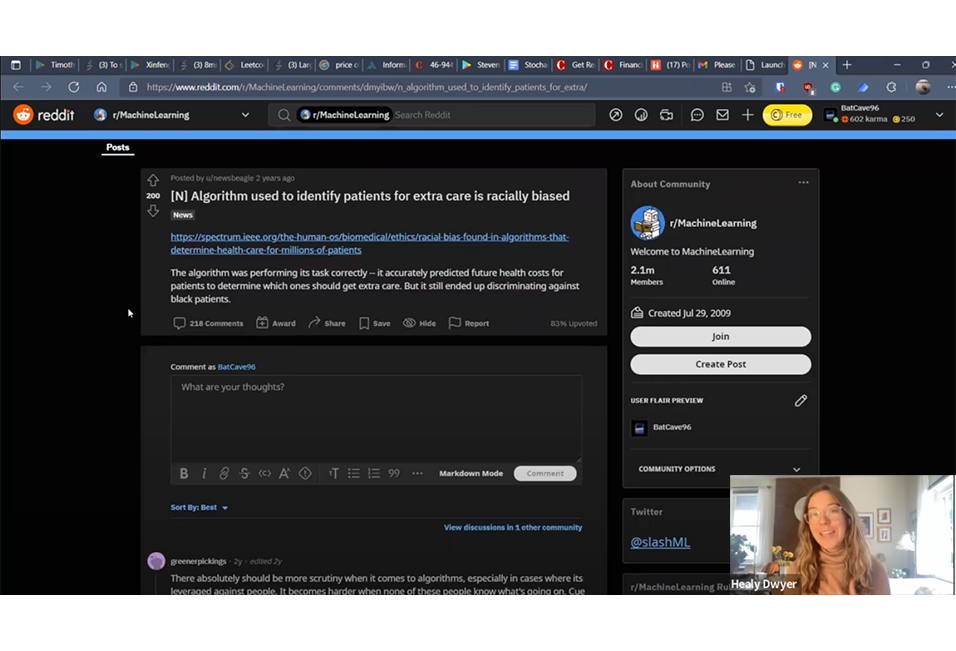 Timoth
(3) To s
Xinfen
(3) 8m
Leetco
(3) Lar
price o
Inform
46-94
Steven
Stocha
Get Re
Financ
(17) Po
Please
Launch
[N
https://www.reddit.com/r/MachineLearning/comments/dmyibw/n_algorithm_used_to_identify_patients_for_extra/
reddit
r/MachineLearning
r/MachineLearning Search Reddit
Free
BatCave96
602 karma 250
Posts
Posted by u/newsbeagle 2 years ago
200
[N] Algorithm used to identify patients for extra care is racially biased
News
https://spectrum.ieee.org/the-human-os/biomedical/ethics/racial-bias-found-in-algorithms-that-
determine-health-care-for-millions-of-patients
The algorithm was performing its task correctly -- it accurately predicted future health costs for
patients to determine which ones should get extra care. But it still ended up discriminating against
black patients.
218 Comments Award Share Save Hide Report 83% Upvoted
Comment as BatCave96
What are your thoughts?
Markdown Mode Comment
Sort By: Best
View discussions in 1 other community
greenerpickings · 2y · edited 2y
There absolutely should be more scrutiny when it comes to algorithms, especially in cases where its
leveraged against people. It becomes harder when none of these people know what's going on. Cue
About Community
r/MachineLearning
Welcome to MachineLearning
2.1m 611
Members Online
Created Jul 29, 2009
Join
Create Post
USER FLAIR PREVIEW
BatCave96
COMMUNITY OPTIONS
Twitter
@slashML
r/MachineLearning
Healy Dwyer